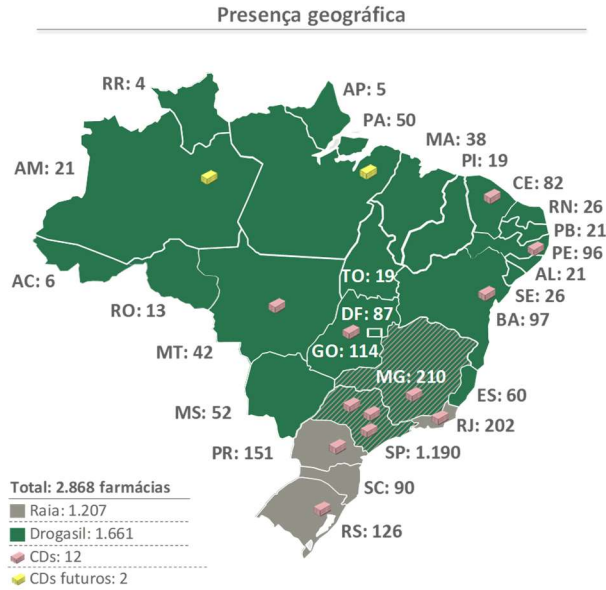 Presença geográfica
RR: 4
AP: 5
PA: 50
MA: 38
PI: 19
CE: 82
AM: 21
RN: 26
PB: 21
PE: 96
AC: 6
TO: 19
AL: 21
SE: 26
RO: 13
DF: 87
BA: 97
MT: 42
GO: 114
MG: 210
ES: 60
MS: 52
RJ: 202
PR: 151
SP: 1.190
SC: 90
RS: 126
Total: 2.868 farmácias
Raia: 1.207
Drogasil: 1.661
CDs: 12
CDs futuros: 2